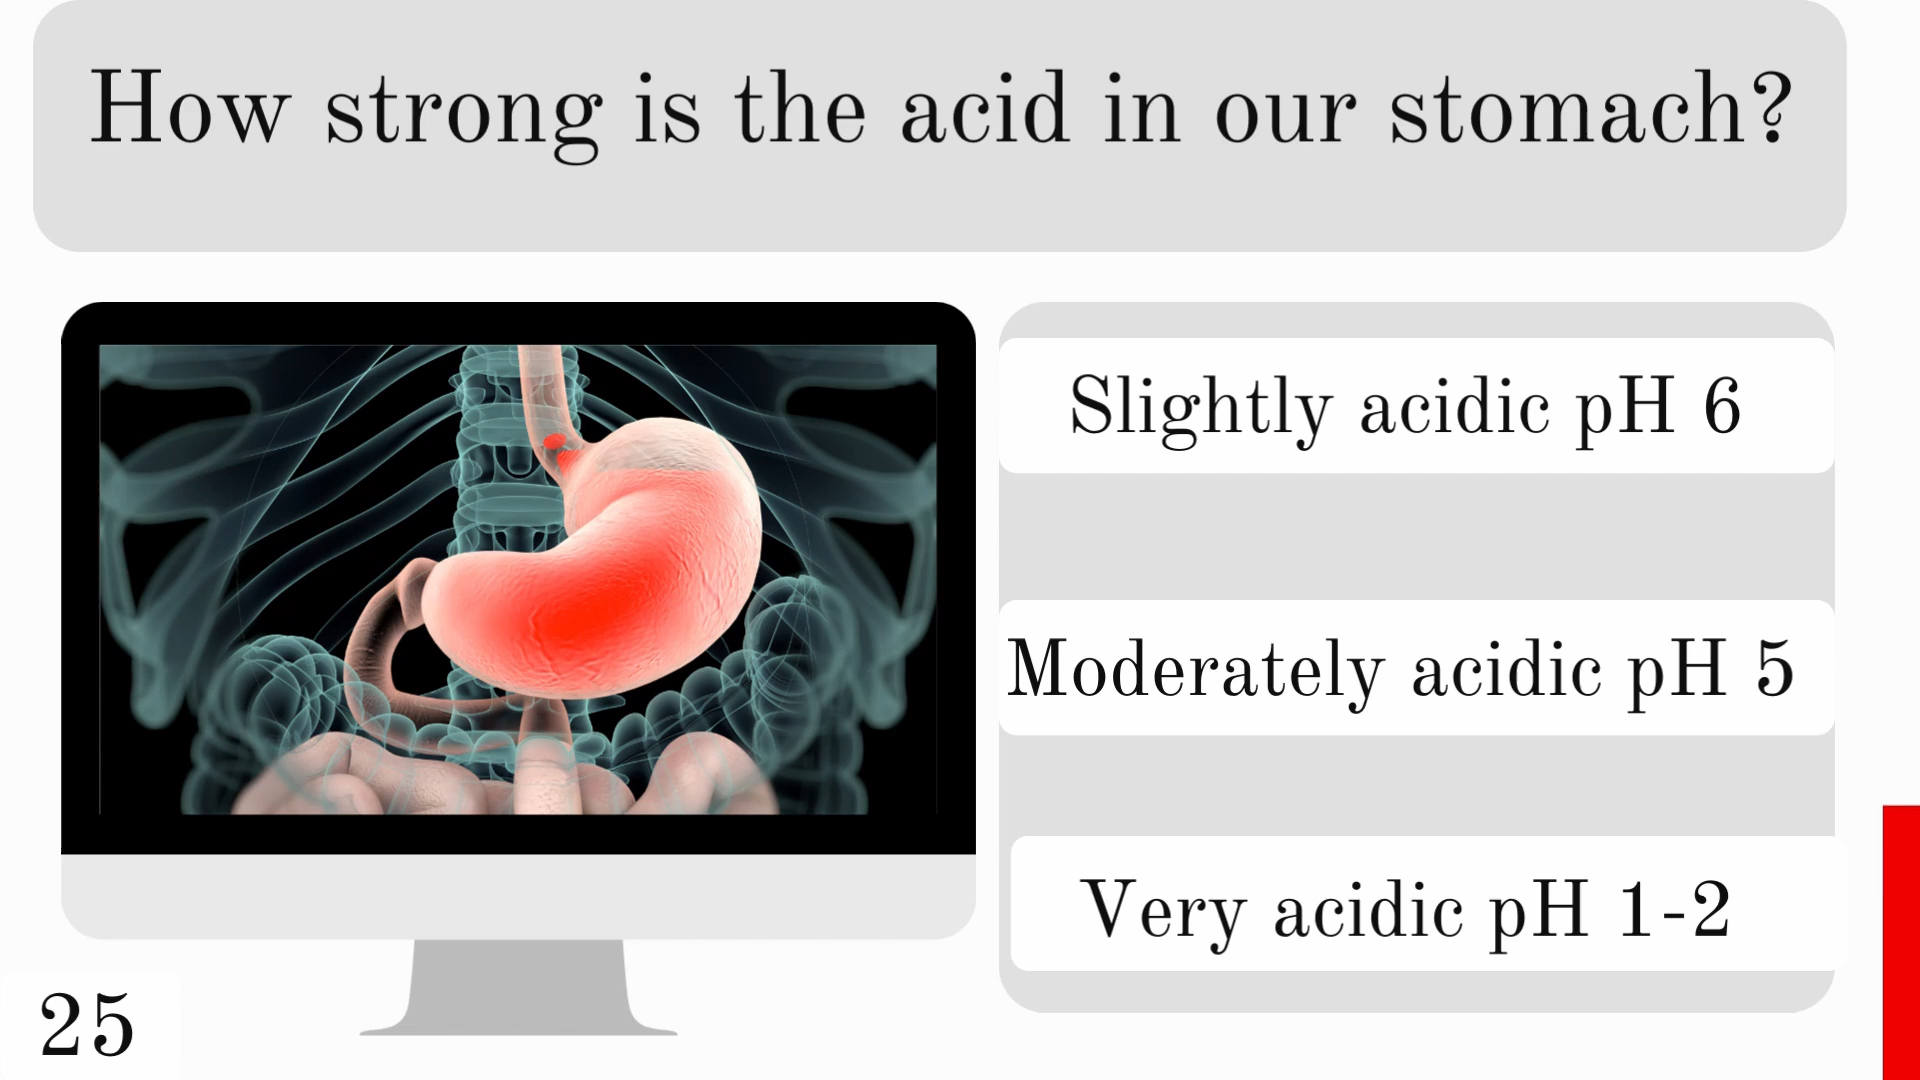 How strong is the acid in our stomach?
Slightly acidic pH 6
Moderately acidic pH 5
Very acidic pH 1-2
25